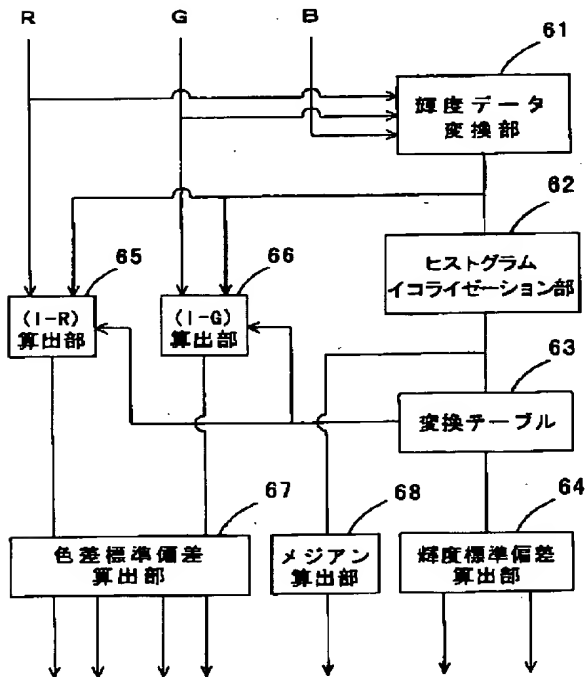 R G B
61
輝度データ
変換部
62
ヒストグラム
イコライゼーション部
65
(I-R)
算出部
66
(I-G)
算出部
63
変換テーブル
67
色差標準偏差
算出部
68
メジアン
算出部
64
輝度標準偏差
算出部